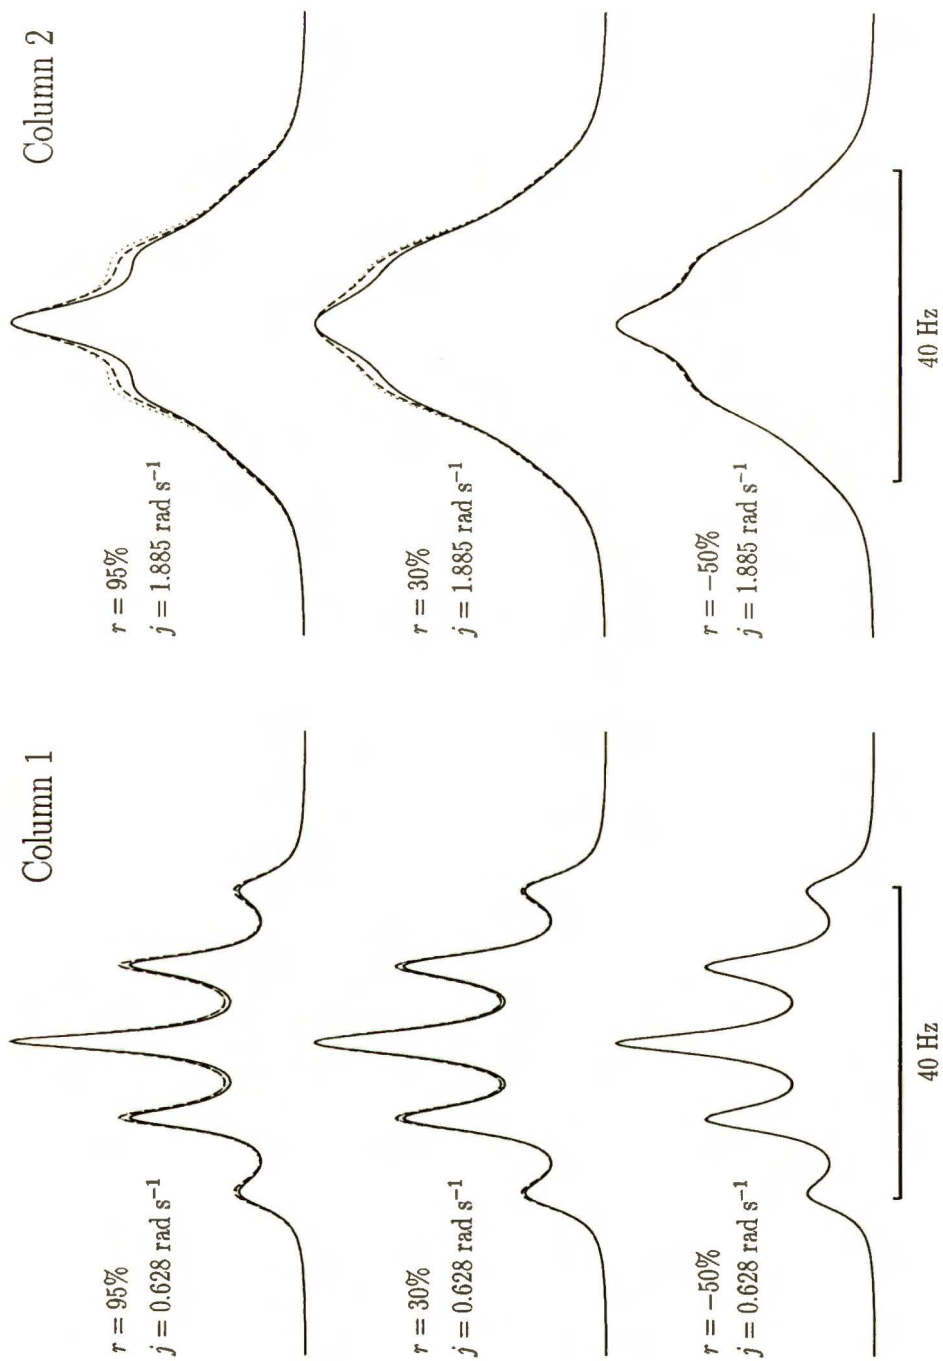 Column 1
r = 95%
j = 0.628 rad s⁻¹
r = 30%
j = 0.628 rad s⁻¹
r = −50%
j = 0.628 rad s⁻¹
40 Hz
Column 2
r = 95%
j = 1.885 rad s⁻¹
r = 30%
j = 1.885 rad s⁻¹
r = −50%
j = 1.885 rad s⁻¹
40 Hz